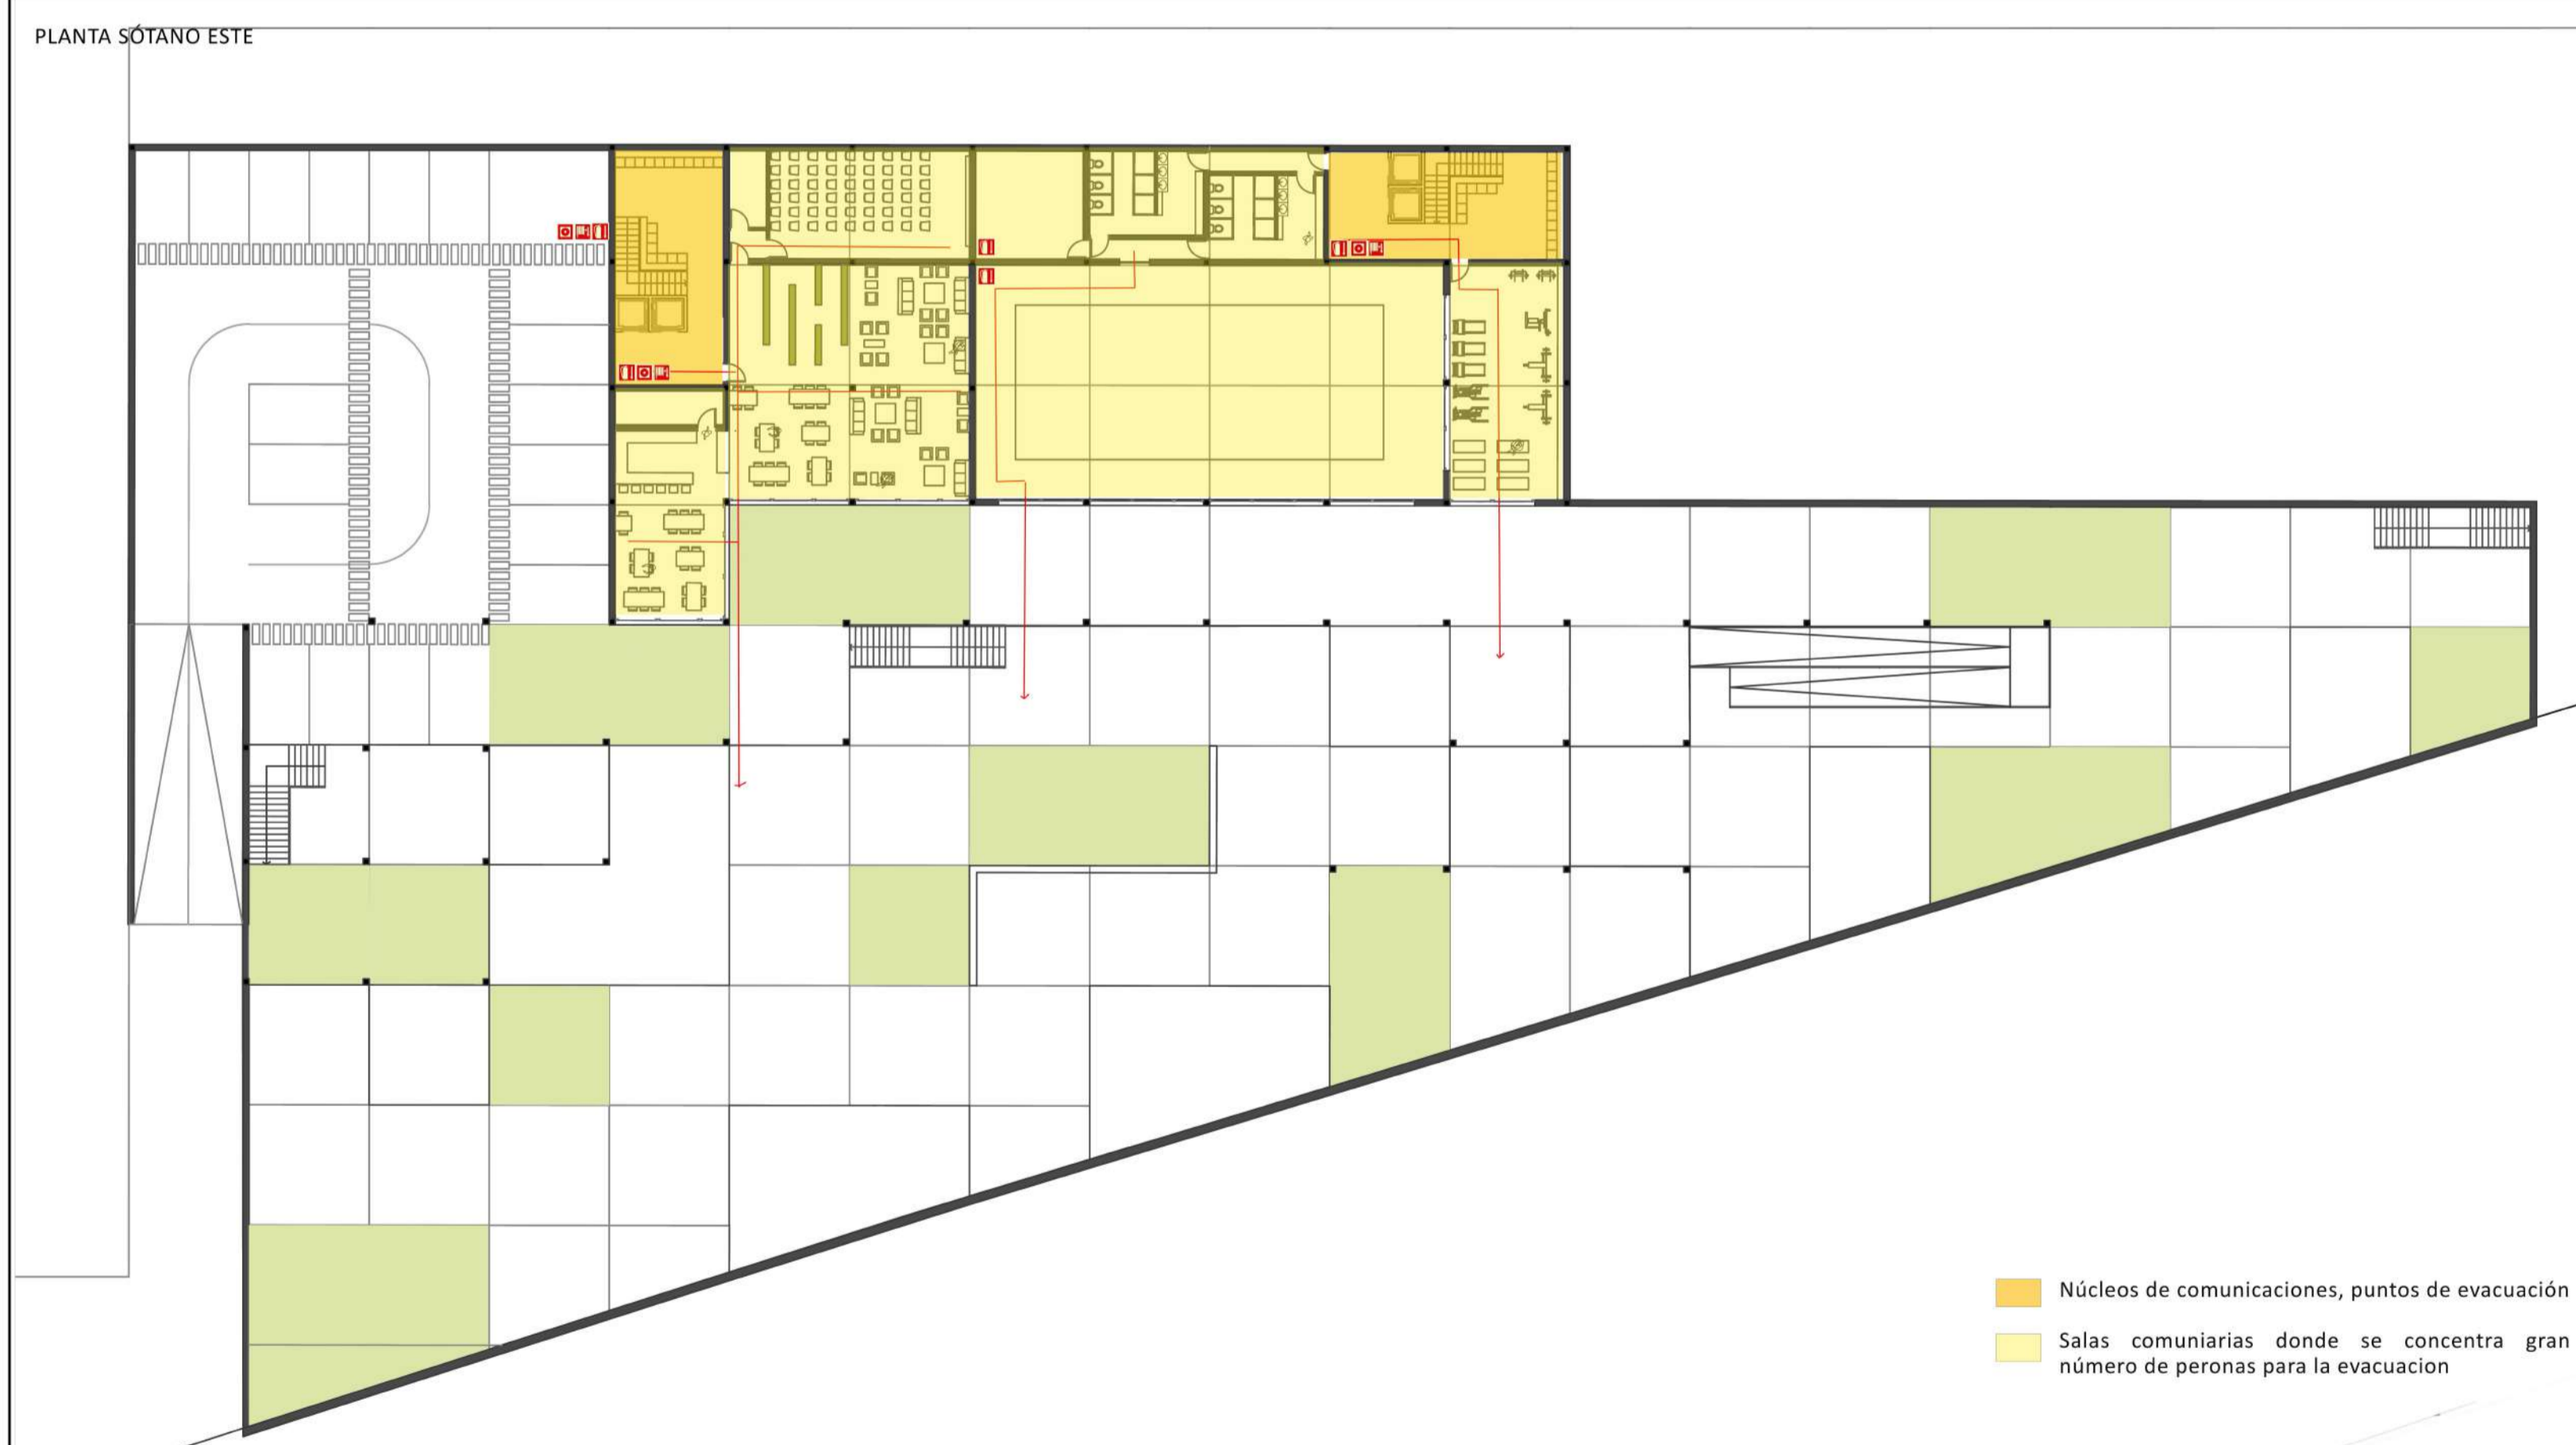 PLANTA SÓTANO ESTE
Núcleos de comunicaciones, puntos de evacuación
Salas comuniarias donde se concentra gran
número de peronas para la evacuacion